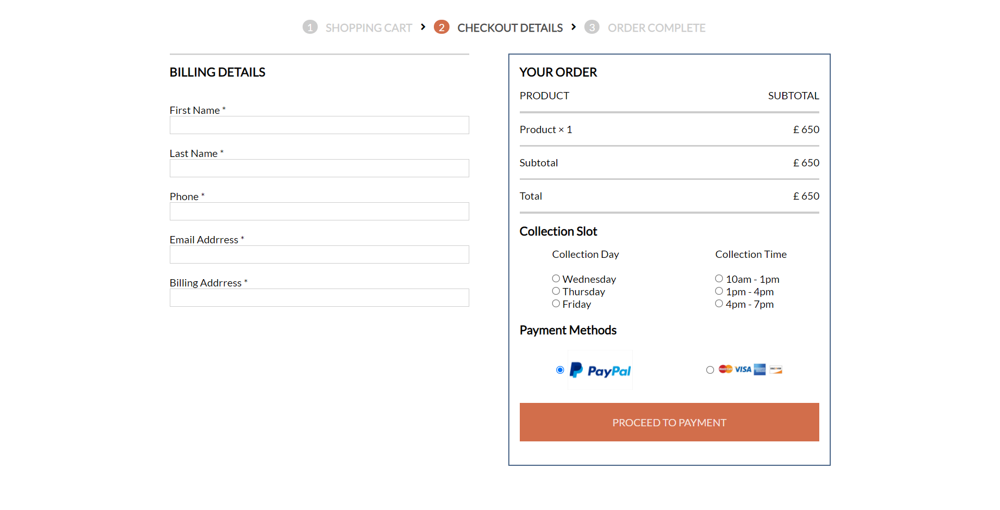 1 SHOPPING CART 2 CHECKOUT DETAILS 3 ORDER COMPLETE
BILLING DETAILS
First Name *
Last Name *
Phone *
Email Addrress *
Billing Addrress *
YOUR ORDER
PRODUCT SUBTOTAL
Product × 1 £ 650
Subtotal £ 650
Total £ 650
Collection Slot
Collection Day Collection Time
Wednesday 10am - 1pm
Thursday 1pm - 4pm
Friday 4pm - 7pm
Payment Methods
PayPal MasterCard VISA DISCOVER
PROCEED TO PAYMENT